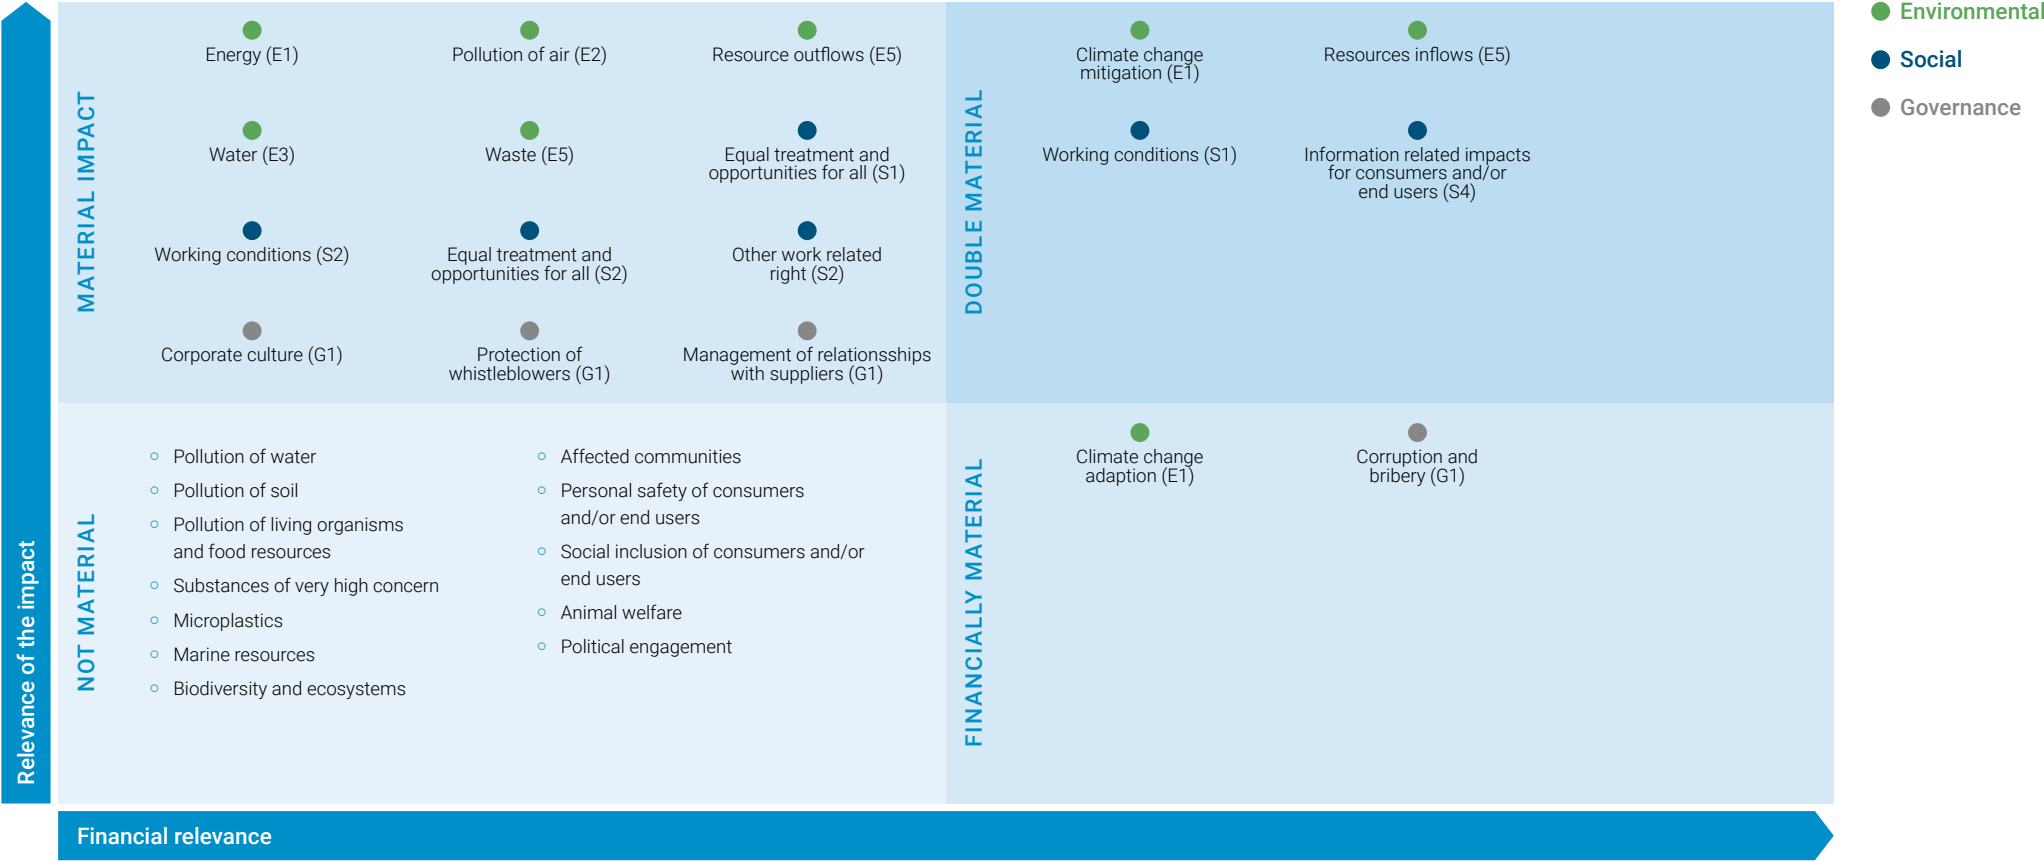 Relevance of the impact
MATERIAL IMPACT
Energy (E1)
Pollution of air (E2)
Resource outflows (E5)
Water (E3)
Waste (E5)
Equal treatment and
opportunities for all (S1)
Working conditions (S2)
Equal treatment and
opportunities for all (S2)
Other work related
right (S2)
Corporate culture (G1)
Protection of
whistleblowers (G1)
Management of relationsships
with suppliers (G1)
DOUBLE MATERIAL
Climate change
mitigation (E1)
Resources inflows (E5)
Working conditions (S1)
Information related impacts
for consumers and/or
end users (S4)
Environmental
Social
Governance
NOT MATERIAL
Pollution of water
Pollution of soil
Pollution of living organisms
and food resources
Substances of very high concern
Microplastics
Marine resources
Biodiversity and ecosystems
Affected communities
Personal safety of consumers
and/or end users
Social inclusion of consumers and/or
end users
Animal welfare
Political engagement
FINANCIALLY MATERIAL
Climate change
adaption (E1)
Corruption and
bribery (G1)
Financial relevance